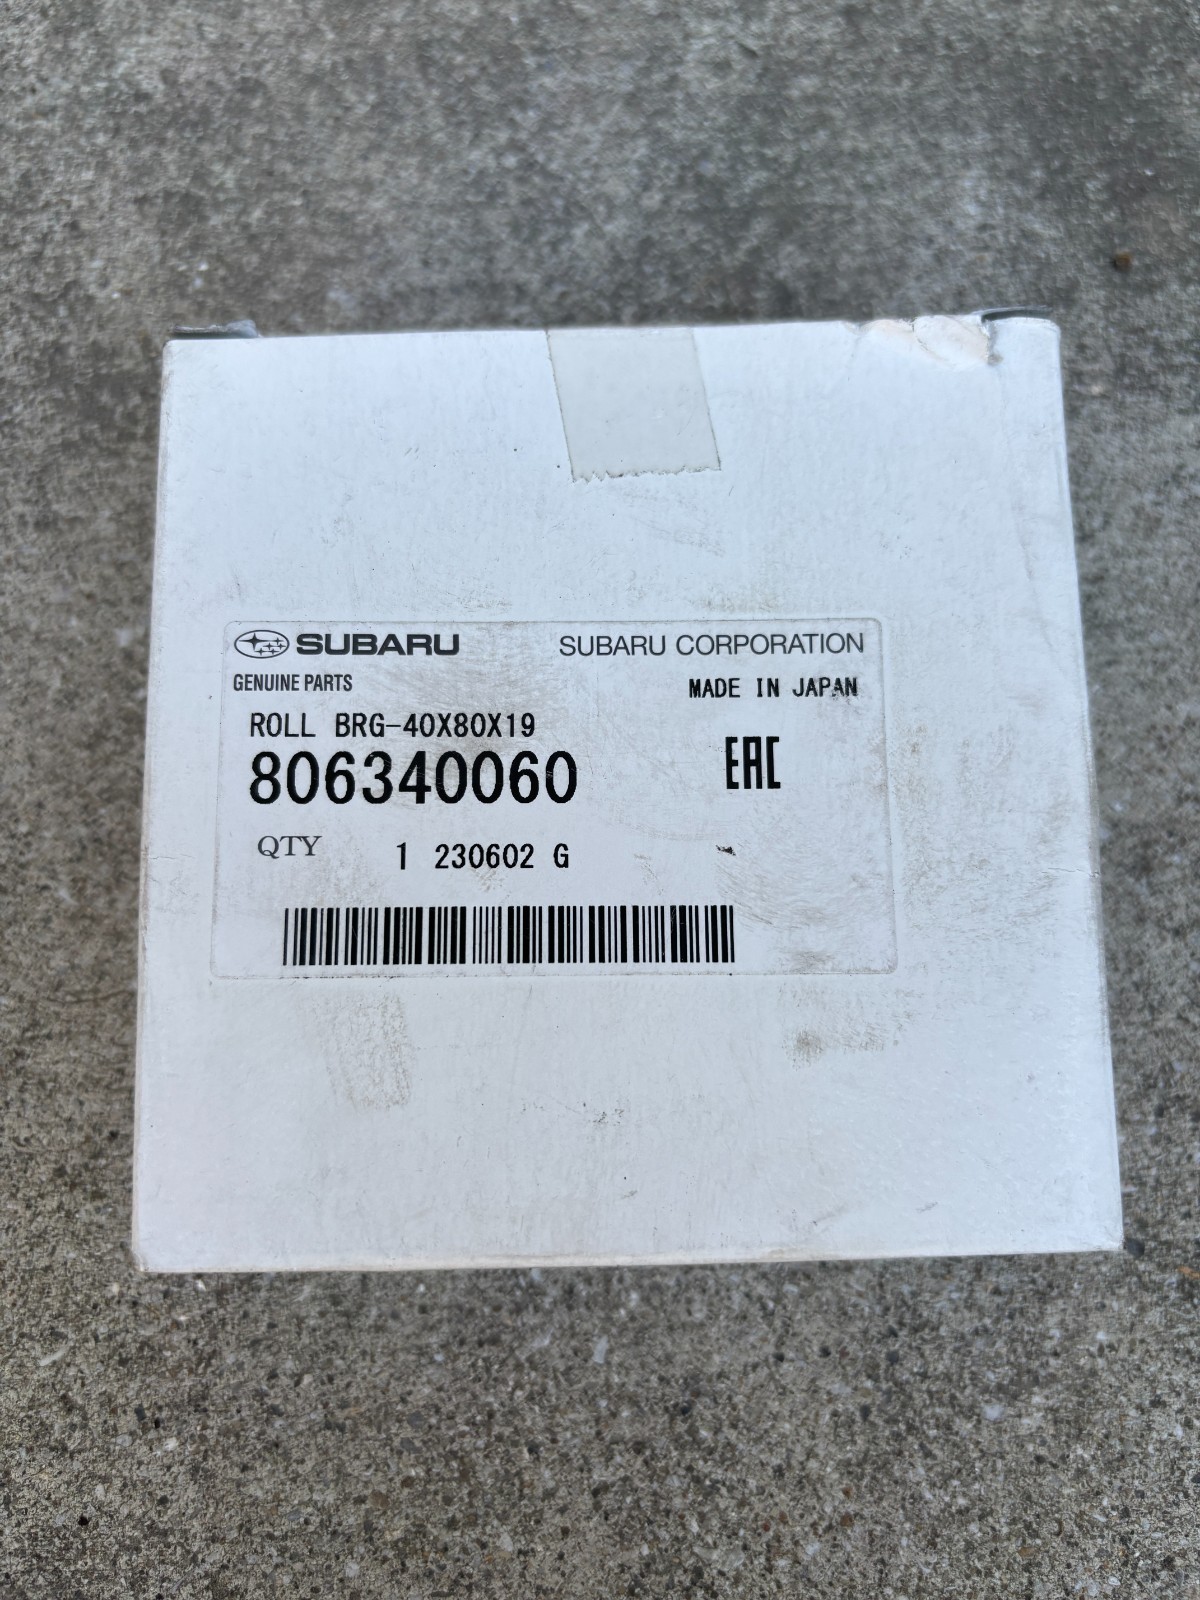 SUBARU SUBARU CORPORATION
GENUINE PARTS MADE IN JAPAN
ROLL BRG-40X80X19
806340060 EAC
QTY 1 230602 G